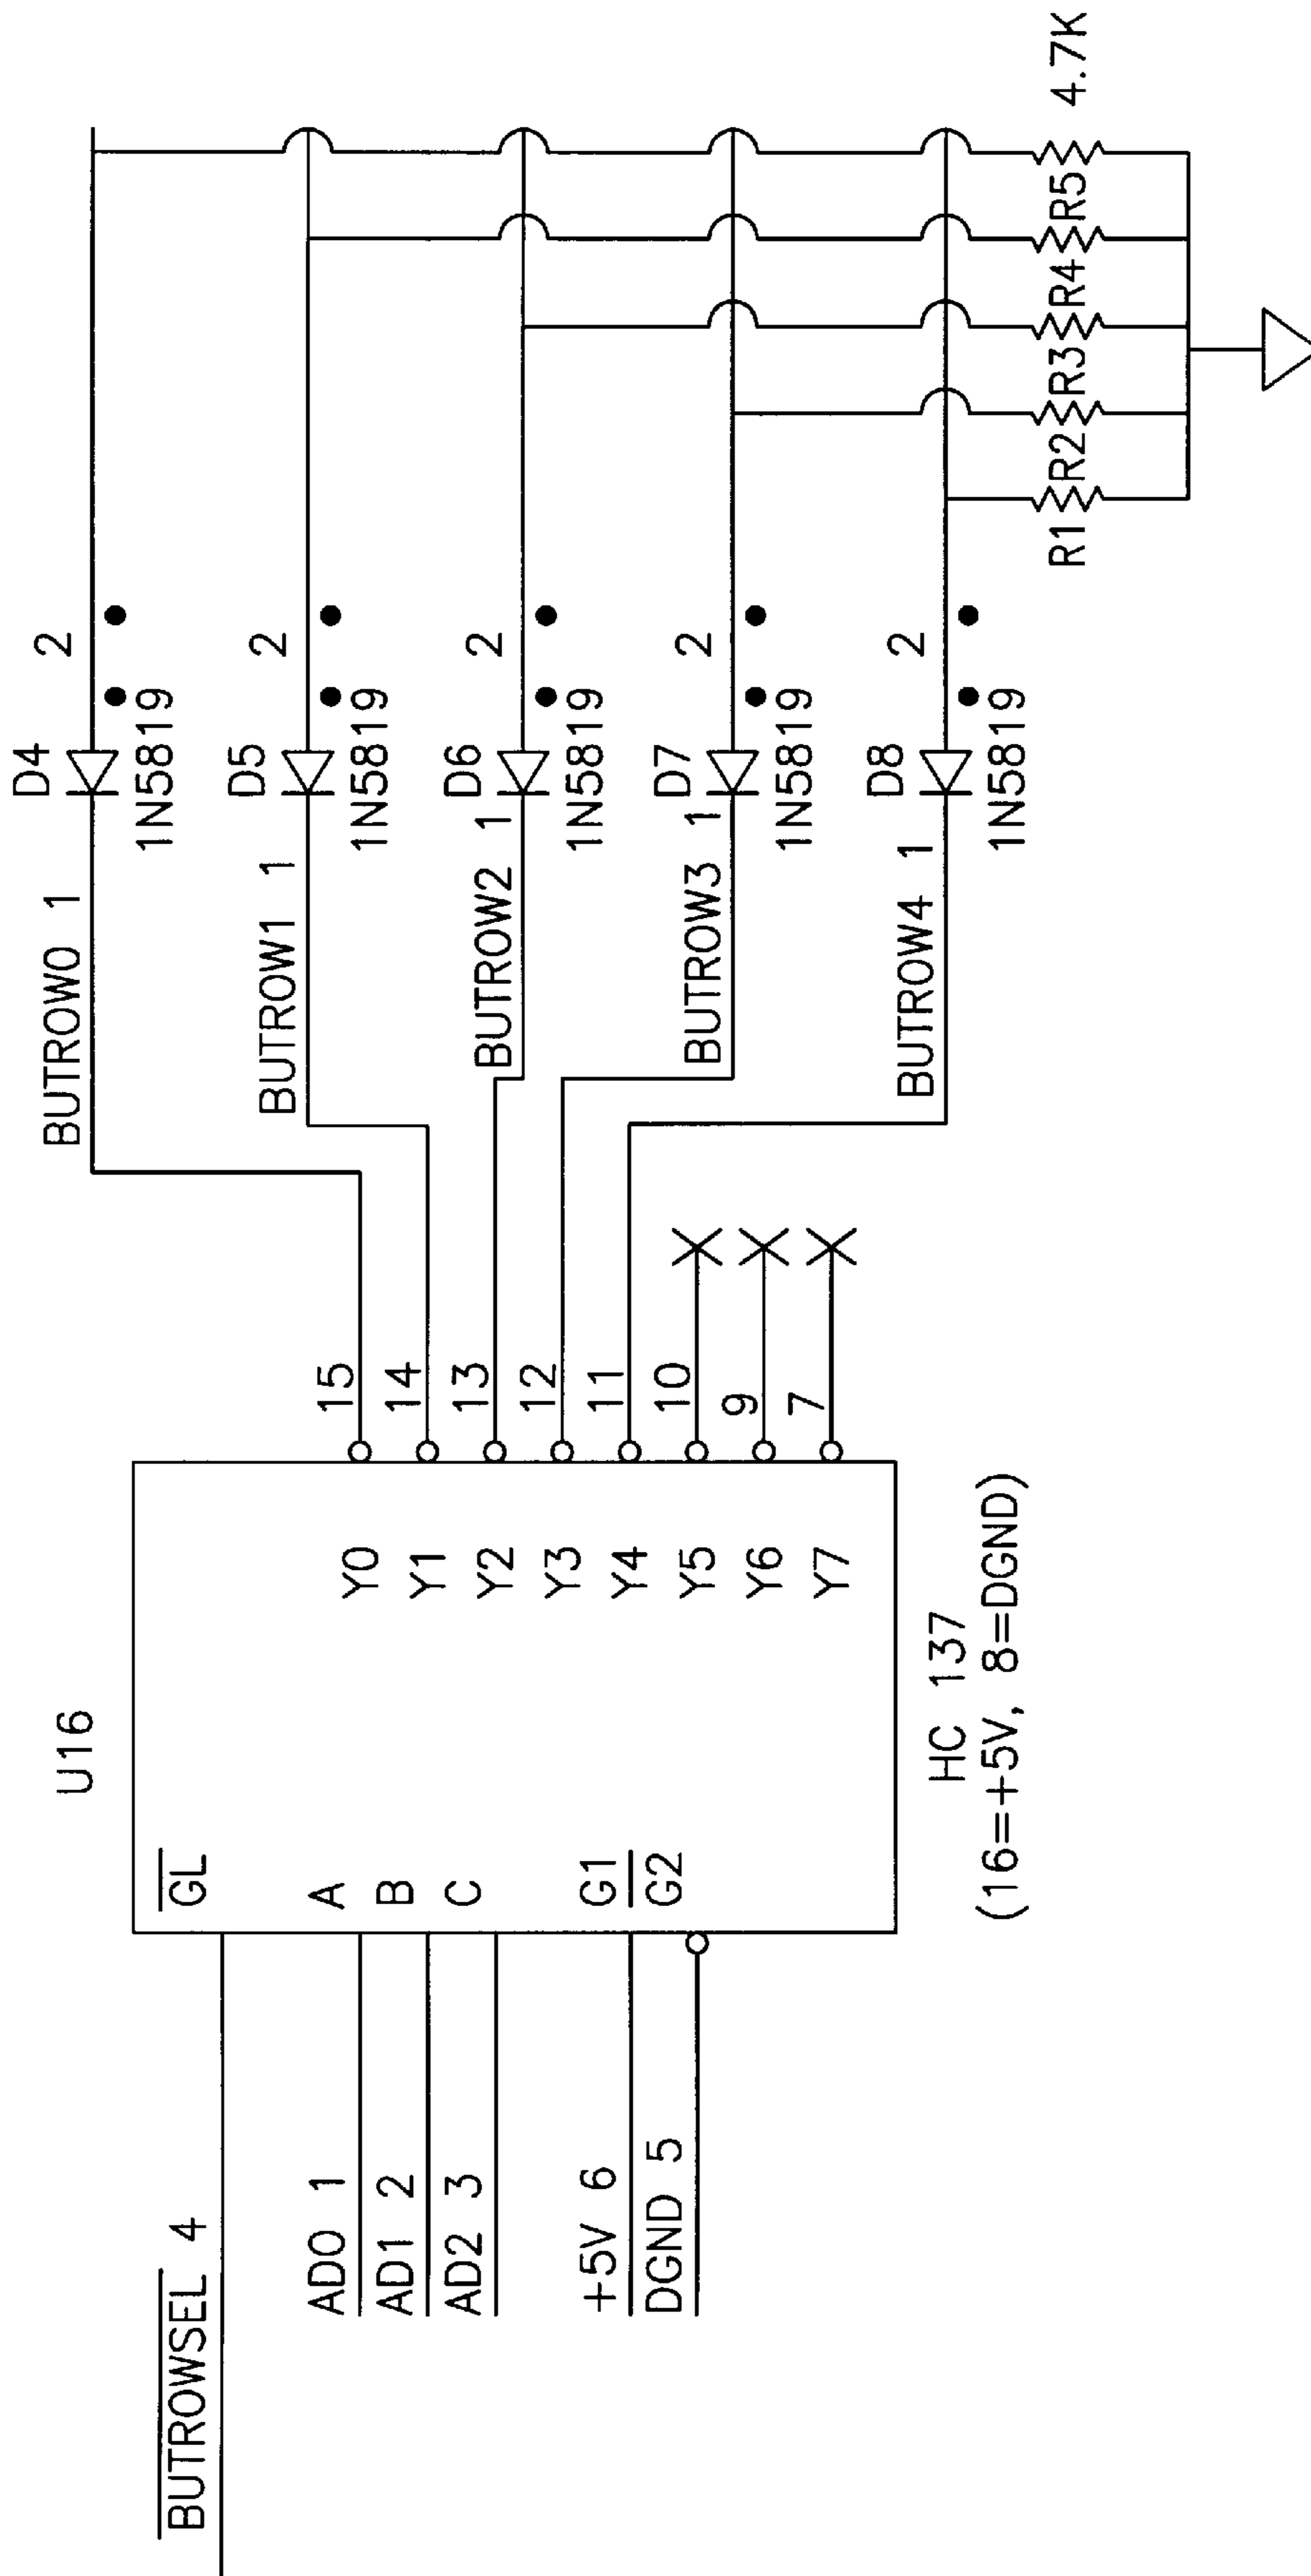 U16
BUTROWSEL 4
AD0 1
AD1 2
AD2 3
+5V 6
DGND 5
GL
A
B
C
G1
G2
Y0
Y1
Y2
Y3
Y4
Y5
Y6
Y7
15
14
13
12
11
10
9
7
HC 137
(16=+5V, 8=DGND)
BUTROW0 1
D4
2
1N5819
BUTROW1 1
D5
2
1N5819
BUTROW2 1
D6
2
1N5819
BUTROW3 1
D7
2
1N5819
BUTROW4 1
D8
2
1N5819
R1
R2
R3
R4
R5
4.7K